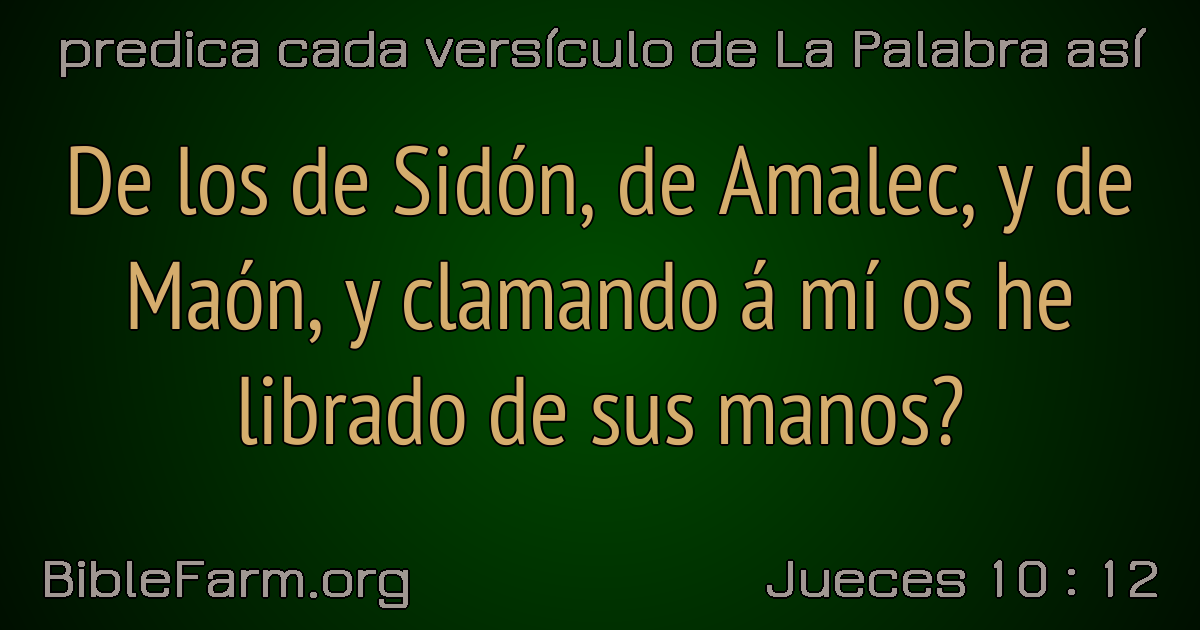 predica cada versículo de La Palabra así
De los de Sidón, de Amalec, y de
Maón, y clamando á mí os he
librado de sus manos?
BibleFarm.org
Jueces 10 : 12